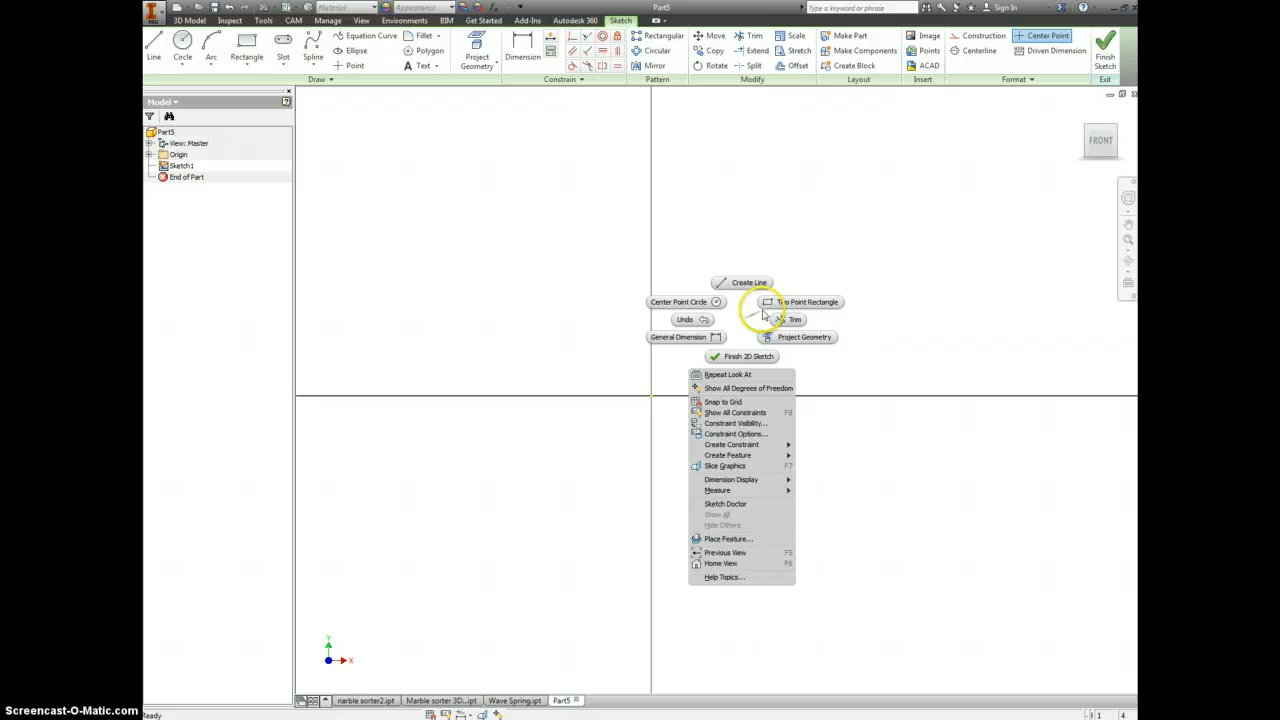 Material
Appearance
Part5
Type a keyword or phrase
Sign In
PRO
3D Model
Inspect
Tools
CAM
Manage
View
Environments
BIM
Get Started
Add-Ins
Autodesk 360
Sketch
Line
Circle
Arc
Rectangle
Slot
Spline
Equation Curve
Ellipse
Point
Fillet
Polygon
Text
Project Geometry
Dimension
Rectangular
Circular
Mirror
Move
Copy
Rotate
Trim
Extend
Split
Scale
Stretch
Offset
Make Part
Make Components
Create Block
Image
Points
ACAD
Construction
Centerline
Center Point
Driven Dimension
Finish Sketch
Draw
Constrain
Pattern
Modify
Layout
Insert
Format
Exit
Model
Part5
View: Master
Origin
Sketch1
End of Part
FRONT
Create Line
Center Point Circle
Two Point Rectangle
Undo
Trim
General Dimension
Project Geometry
Finish 2D Sketch
Repeat Look At
Show All Degrees of Freedom
Snap to Grid
Show All Constraints F8
Constraint Visibility...
Constraint Options...
Create Constraint
Create Feature
Slice Graphics F7
Dimension Display
Measure
Sketch Doctor
Show All
Hide Others
Place Feature...
Previous View F5
Home View F6
Help Topics...
Y
X
narble sorter2.ipt
Marble sorter 3D...ipt
Wave Spring.ipt
Part5
Screencast-O-Matic.com
Ready
1 4